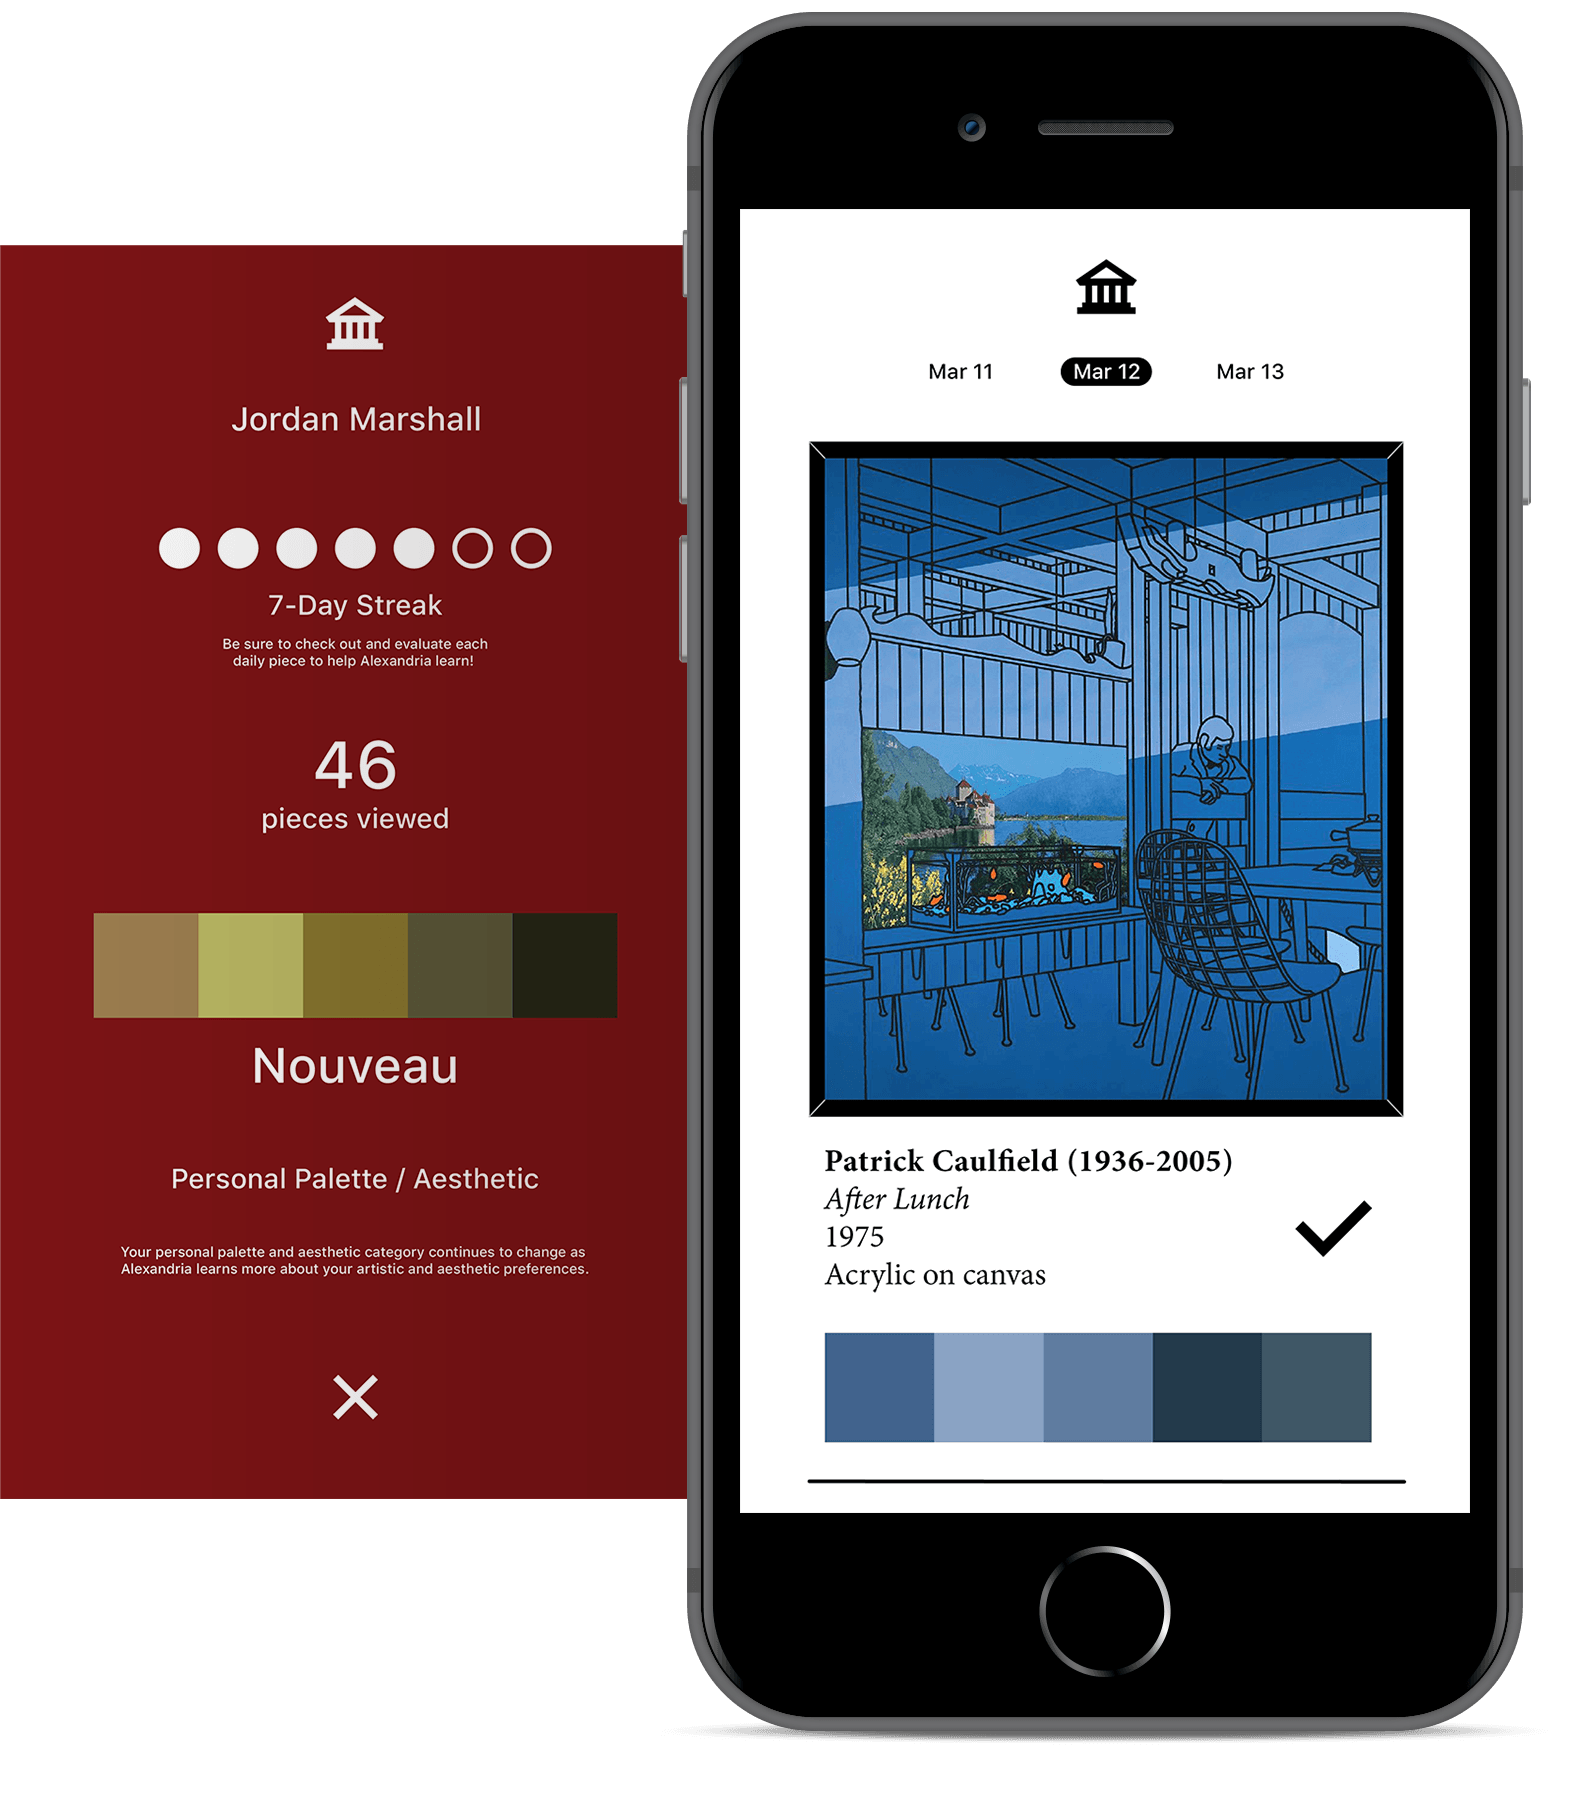 Jordan Marshall
7-Day Streak
Be sure to check out and evaluate each
daily piece to help Alexandria learn!
46
pieces viewed
Nouveau
Personal Palette / Aesthetic
Your personal palette and aesthetic category continues to change as
Alexandria learns more about your artistic and aesthetic preferences.
Mar 11 Mar 12 Mar 13
Patrick Caulfield (1936-2005)
After Lunch
1975
Acrylic on canvas